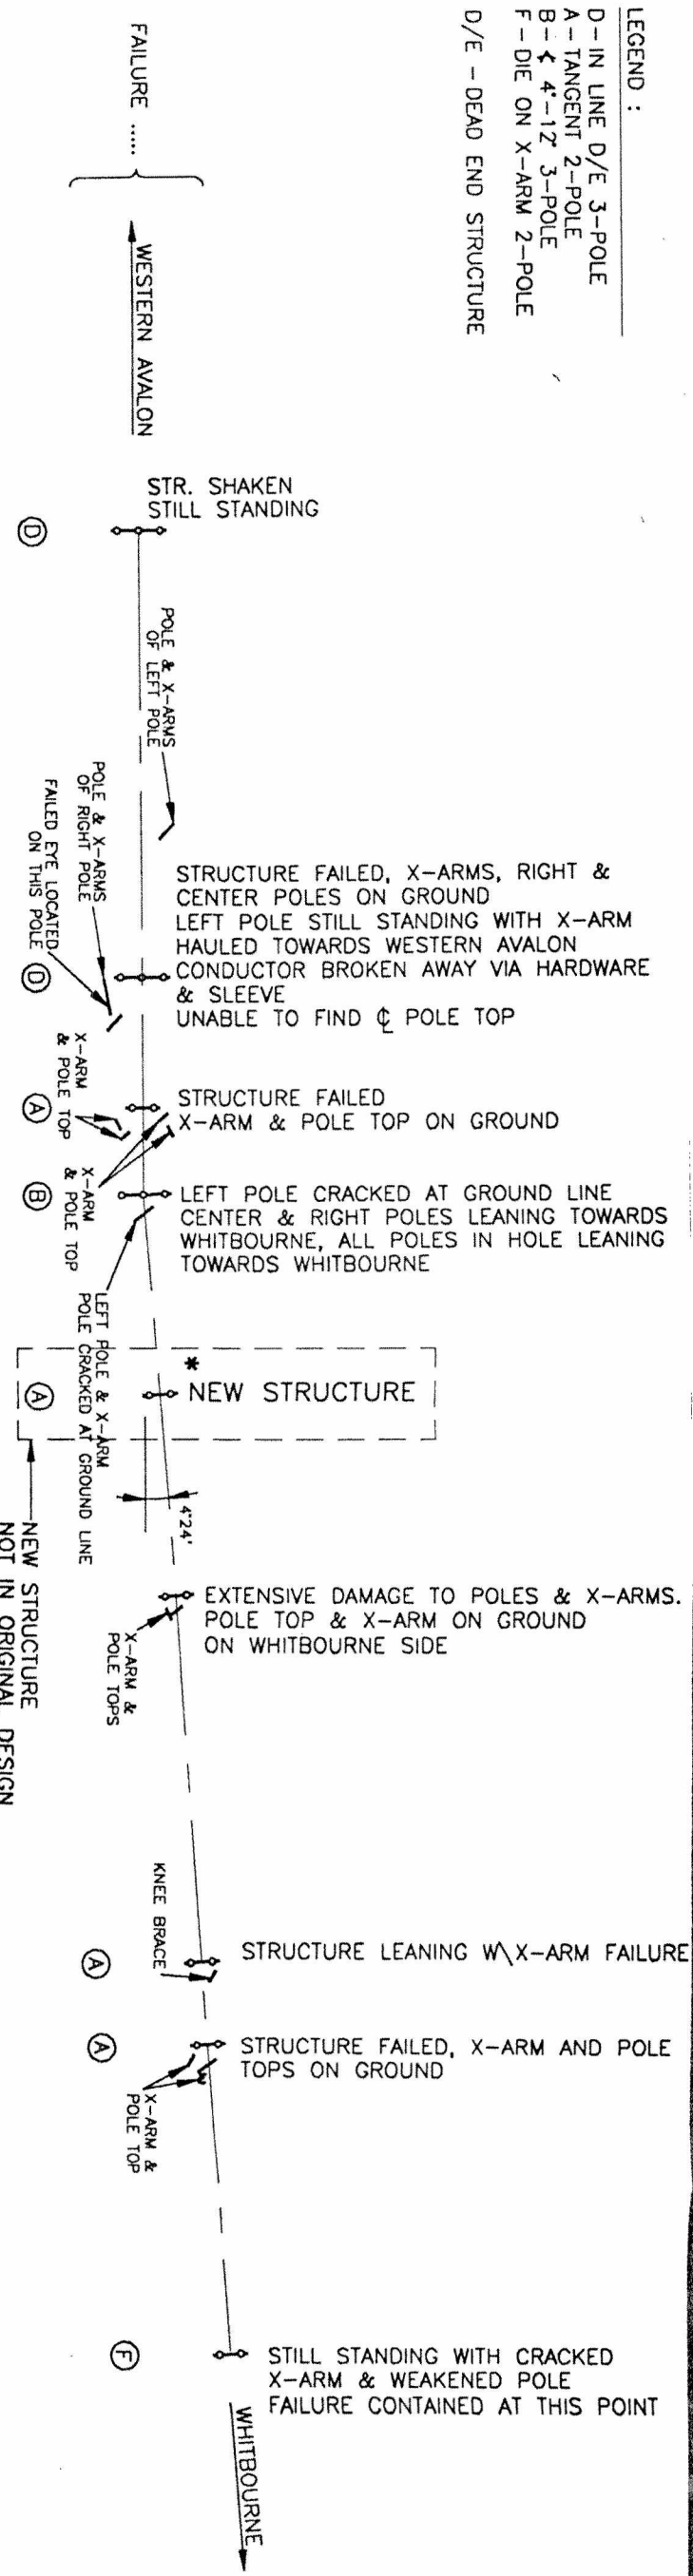 LEGEND :
D – IN LINE D/E 3–POLE
A – TANGENT 2–POLE
B – ∢ 4°–12° 3–POLE
F – DIE ON X–ARM 2–POLE
D/E – DEAD END STRUCTURE
FAILURE ......
WESTERN AVALON
STR. SHAKEN
STILL STANDING
D
POLE & X–ARMS
OF LEFT POLE
STRUCTURE FAILED, X–ARMS, RIGHT &
CENTER POLES ON GROUND
LEFT POLE STILL STANDING WITH X–ARM
HAULED TOWARDS WESTERN AVALON
CONDUCTOR BROKEN AWAY VIA HARDWARE
& SLEEVE
UNABLE TO FIND ℄ POLE TOP
POLE & X–ARMS
OF RIGHT POLE
FAILED EYE LOCATED
ON THIS POLE
D
STRUCTURE FAILED
X–ARM & POLE TOP ON GROUND
X–ARM
& POLE TOP
A
LEFT POLE CRACKED AT GROUND LINE
CENTER & RIGHT POLES LEANING TOWARDS
WHITBOURNE, ALL POLES IN HOLE LEANING
TOWARDS WHITBOURNE
X–ARM
& POLE TOP
B
LEFT POLE & X–ARM
POLE CRACKED AT GROUND LINE
*
NEW STRUCTURE
A
4°24'
NEW STRUCTURE
NOT IN ORIGINAL DESIGN
EXTENSIVE DAMAGE TO POLES & X–ARMS.
POLE TOP & X–ARM ON GROUND
ON WHITBOURNE SIDE
X–ARM &
POLE TOPS
KNEE BRACE
STRUCTURE LEANING W\X–ARM FAILURE
A
STRUCTURE FAILED, X–ARM AND POLE
TOPS ON GROUND
A
X–ARM &
POLE TOP
STILL STANDING WITH CRACKED
X–ARM & WEAKENED POLE
FAILURE CONTAINED AT THIS POINT
F
WHITBOURNE